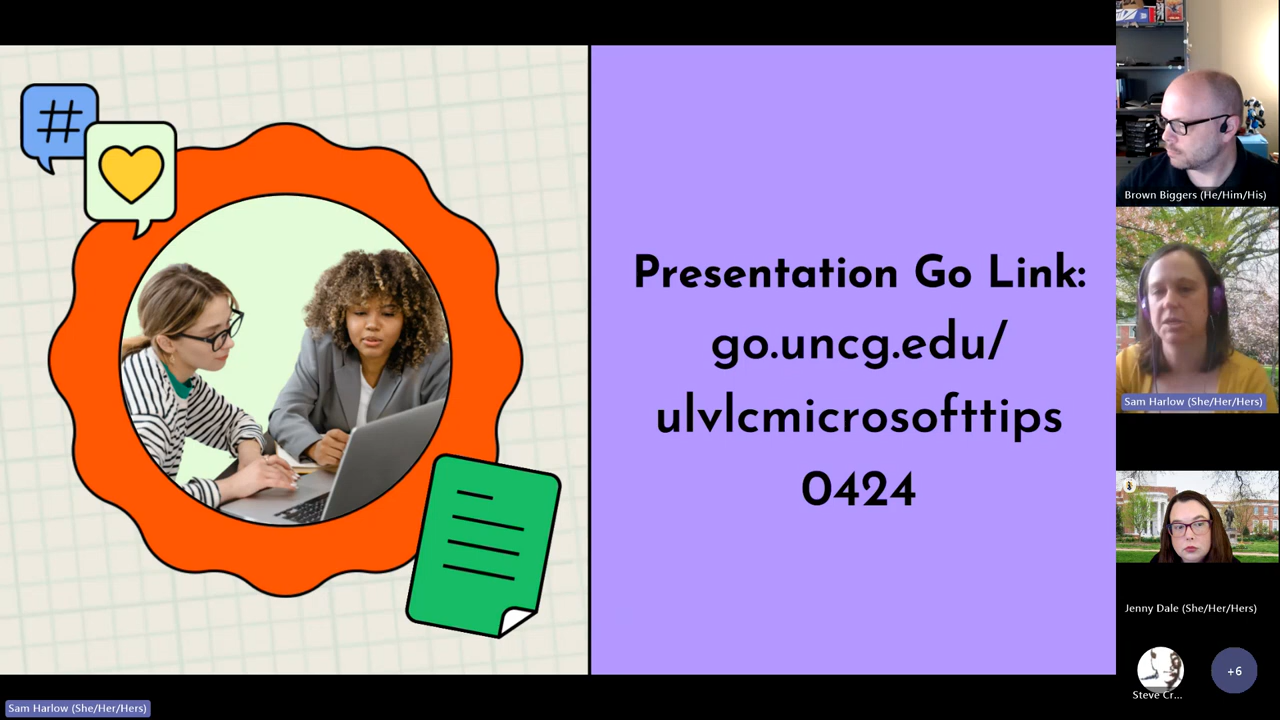 #
Presentation Go Link:
go.uncg.edu/
ulvlcmicrosofttips
0424
Brown Biggers (He/Him/His)
Sam Harlow (She/Her/Hers)
Jenny Dale (She/Her/Hers)
Steve Cr...
+6
Sam Harlow (She/Her/Hers)